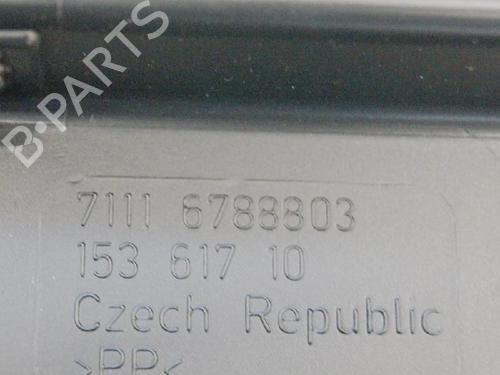 B·PARTS
7111 6788803
153 617 10
Czech Republic
>PP<